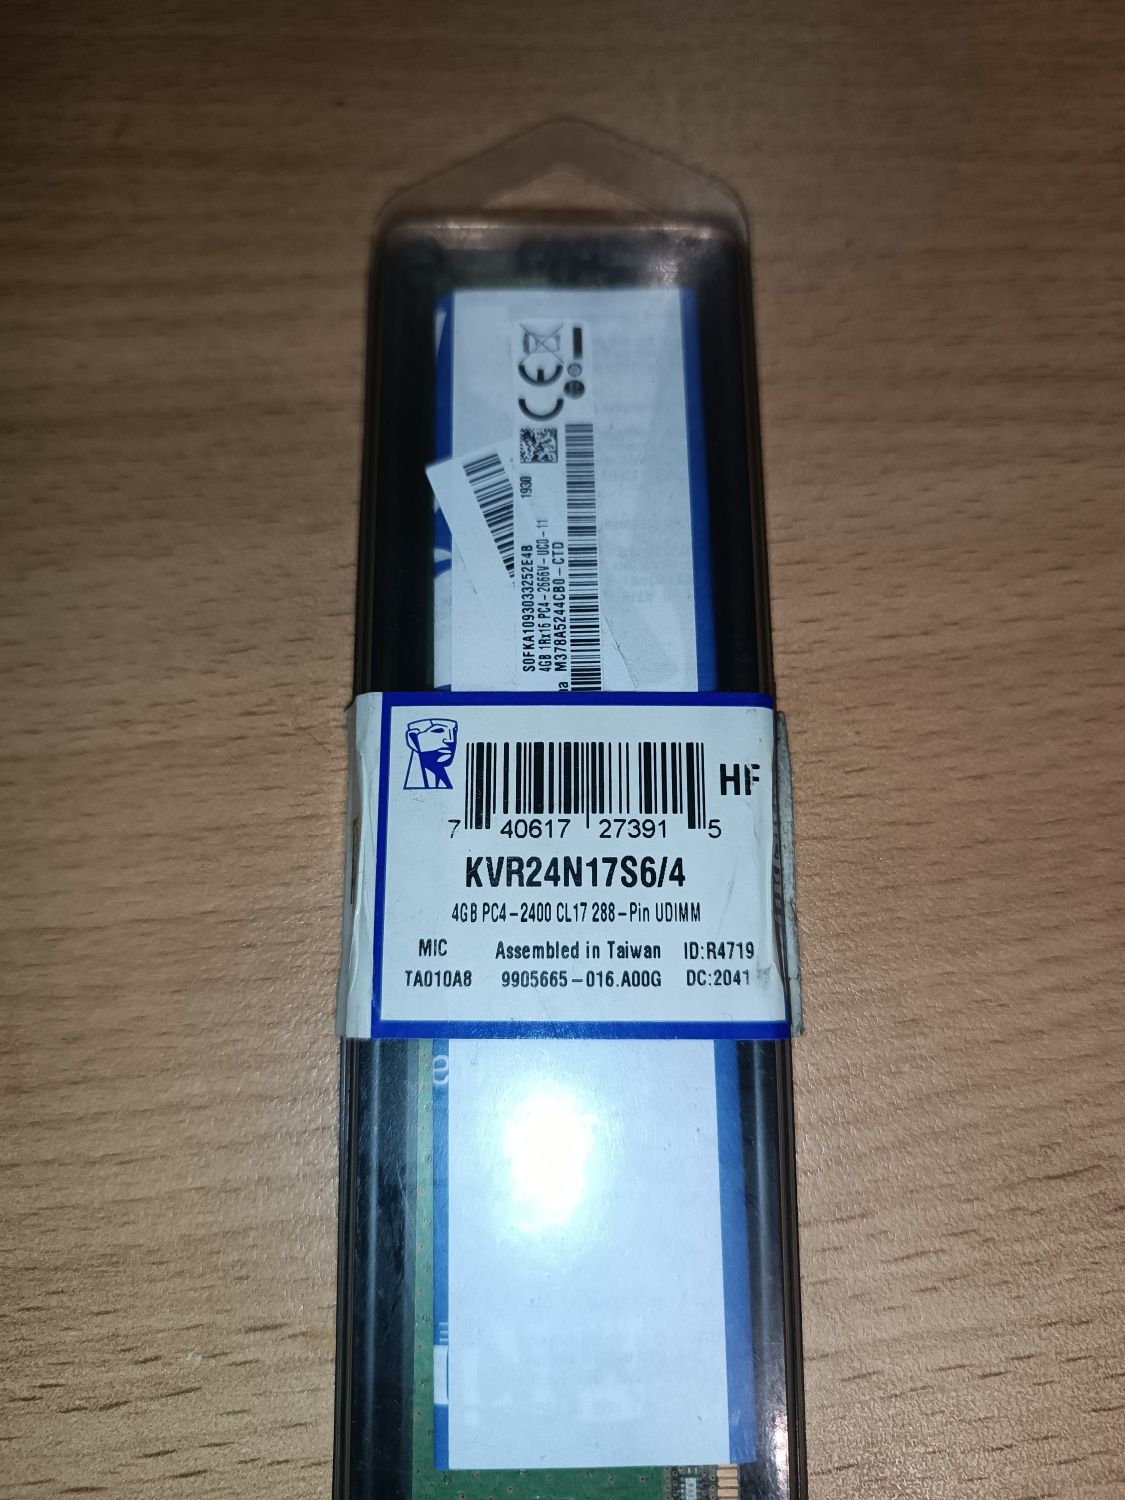 1930
S0FKA1093033252E4B
4GB 1Rx16 PC4-2666V-UC0-11
M378A5244CB0-CTD
HF
7 40617 27391 5
KVR24N17S6/4
4GB PC4-2400 CL17 288-Pin UDIMM
MIC Assembled in Taiwan ID:R4719
TA010A8 9905665-016.A00G DC:2041